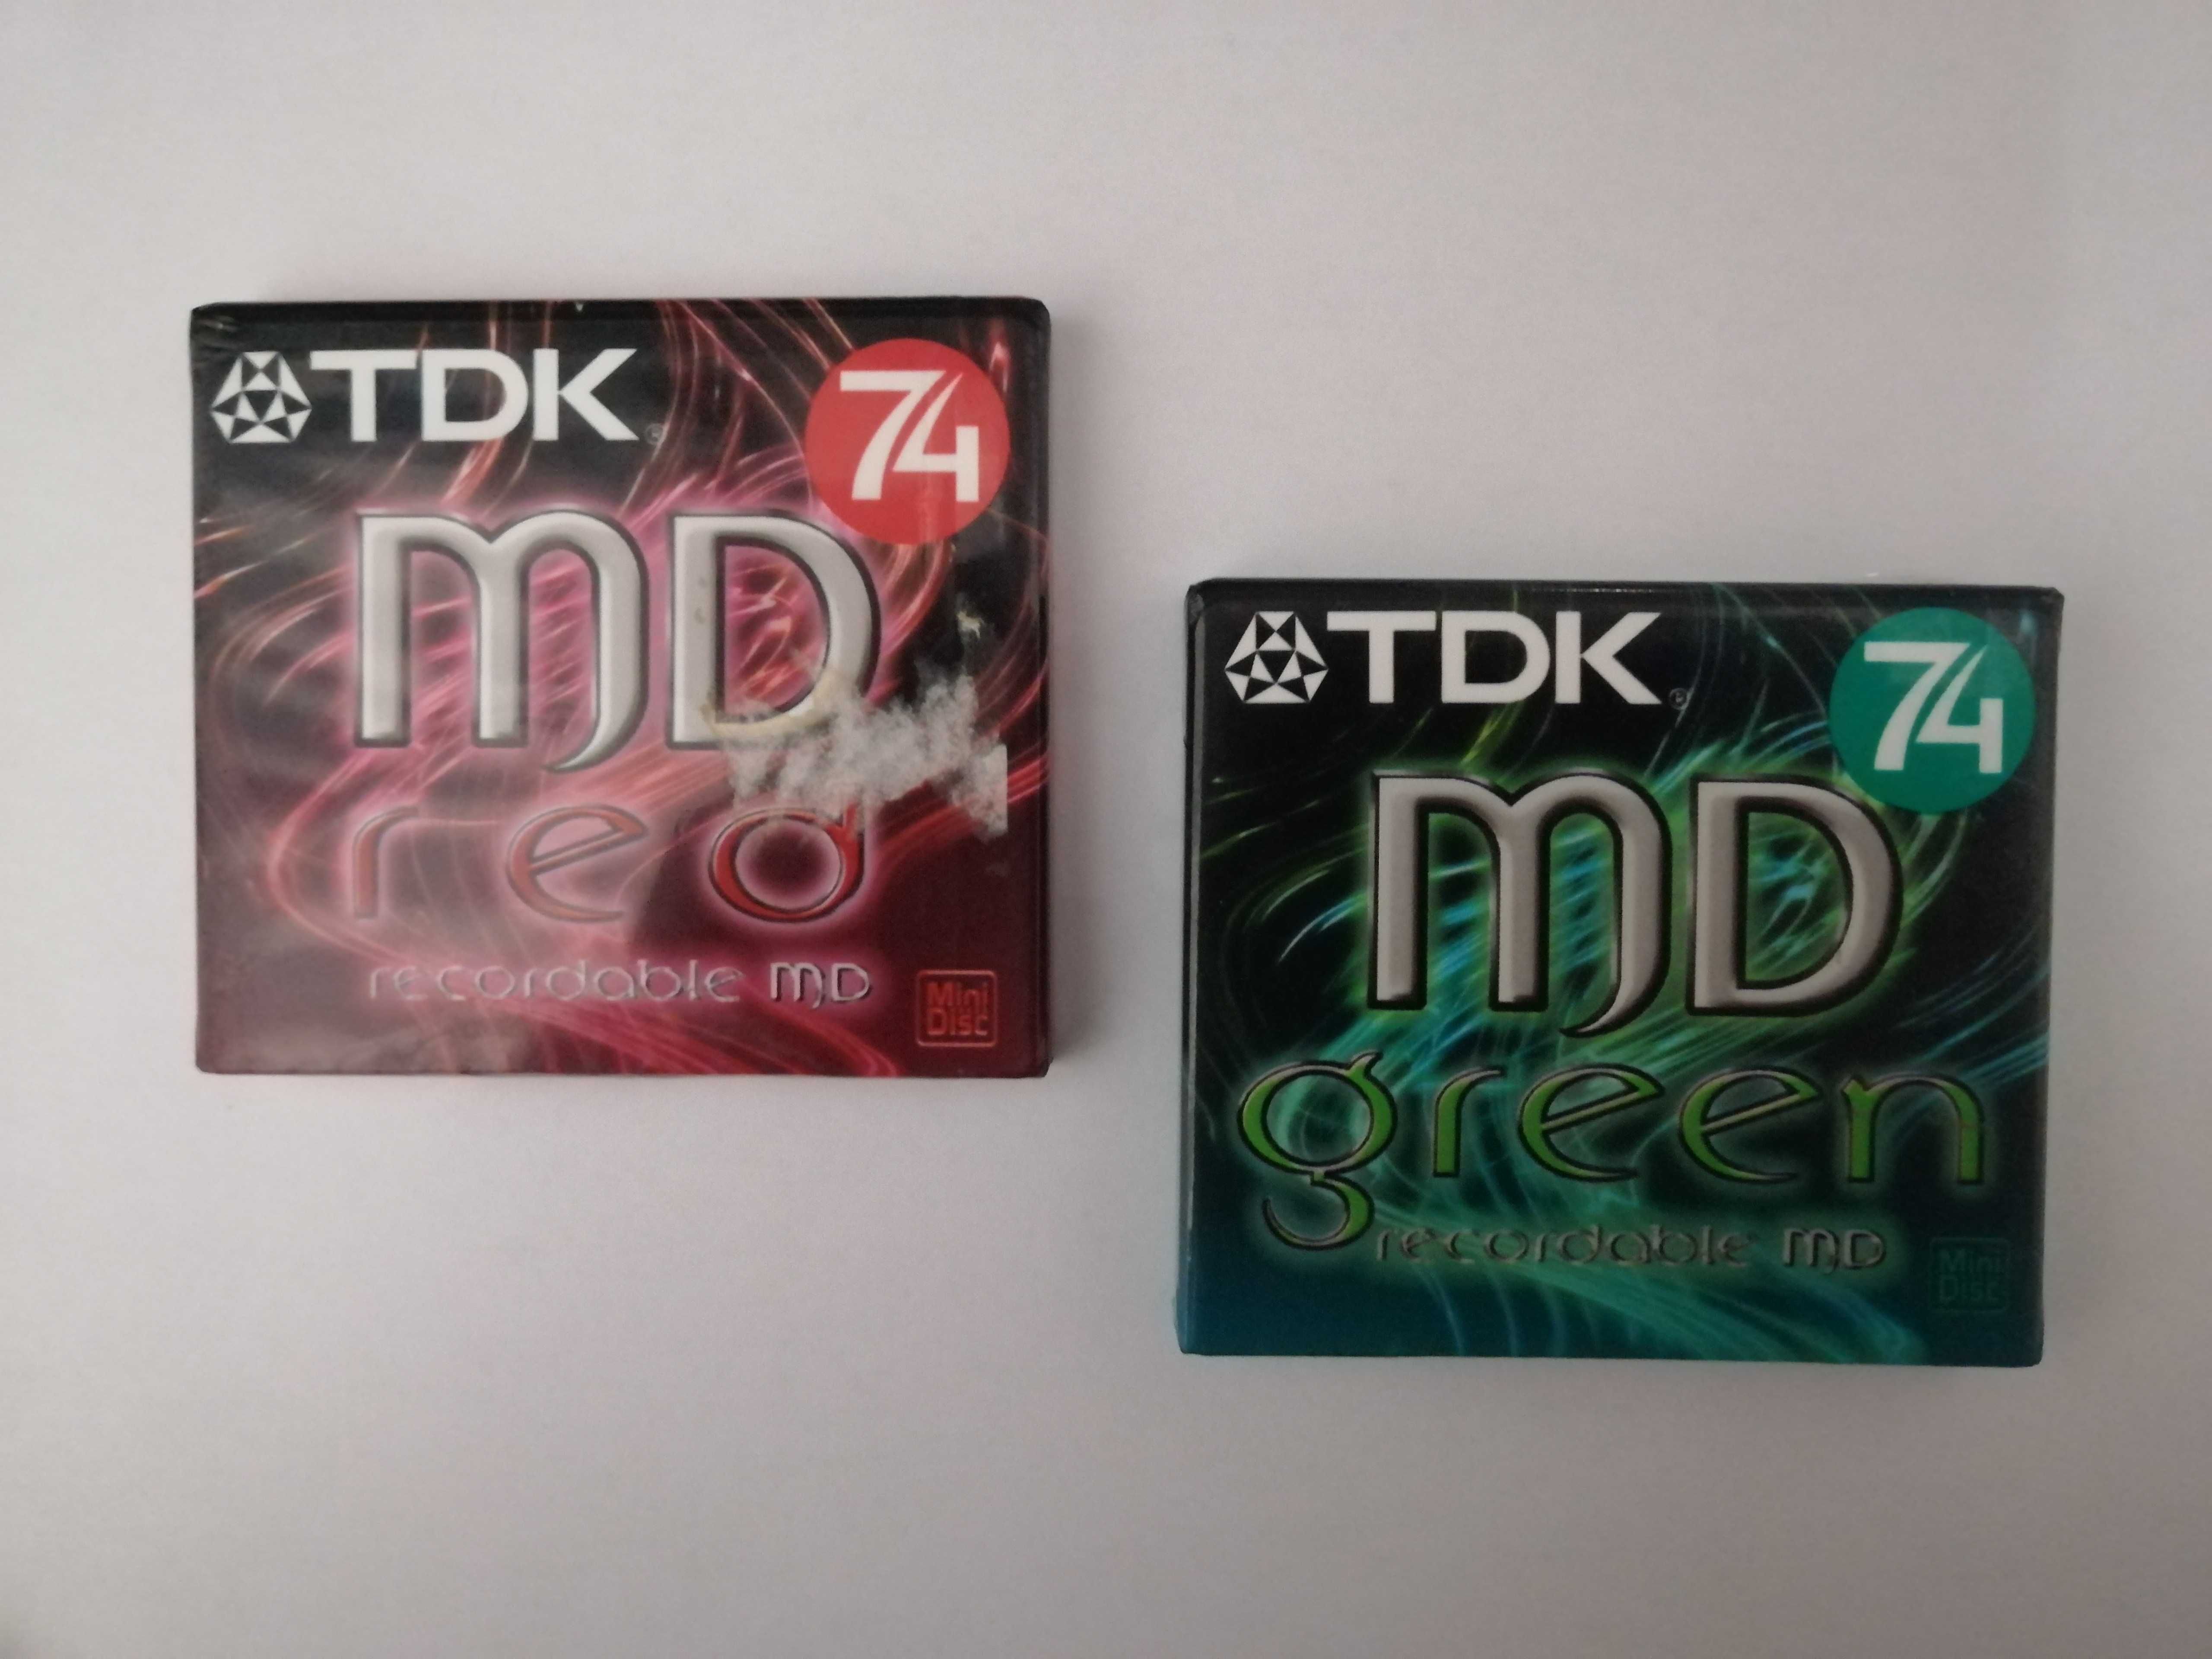 TDK®
74
MD
red
recordable MD
Mini
Disc
TDK®
74
MD
green
recordable MD
Mini
Disc